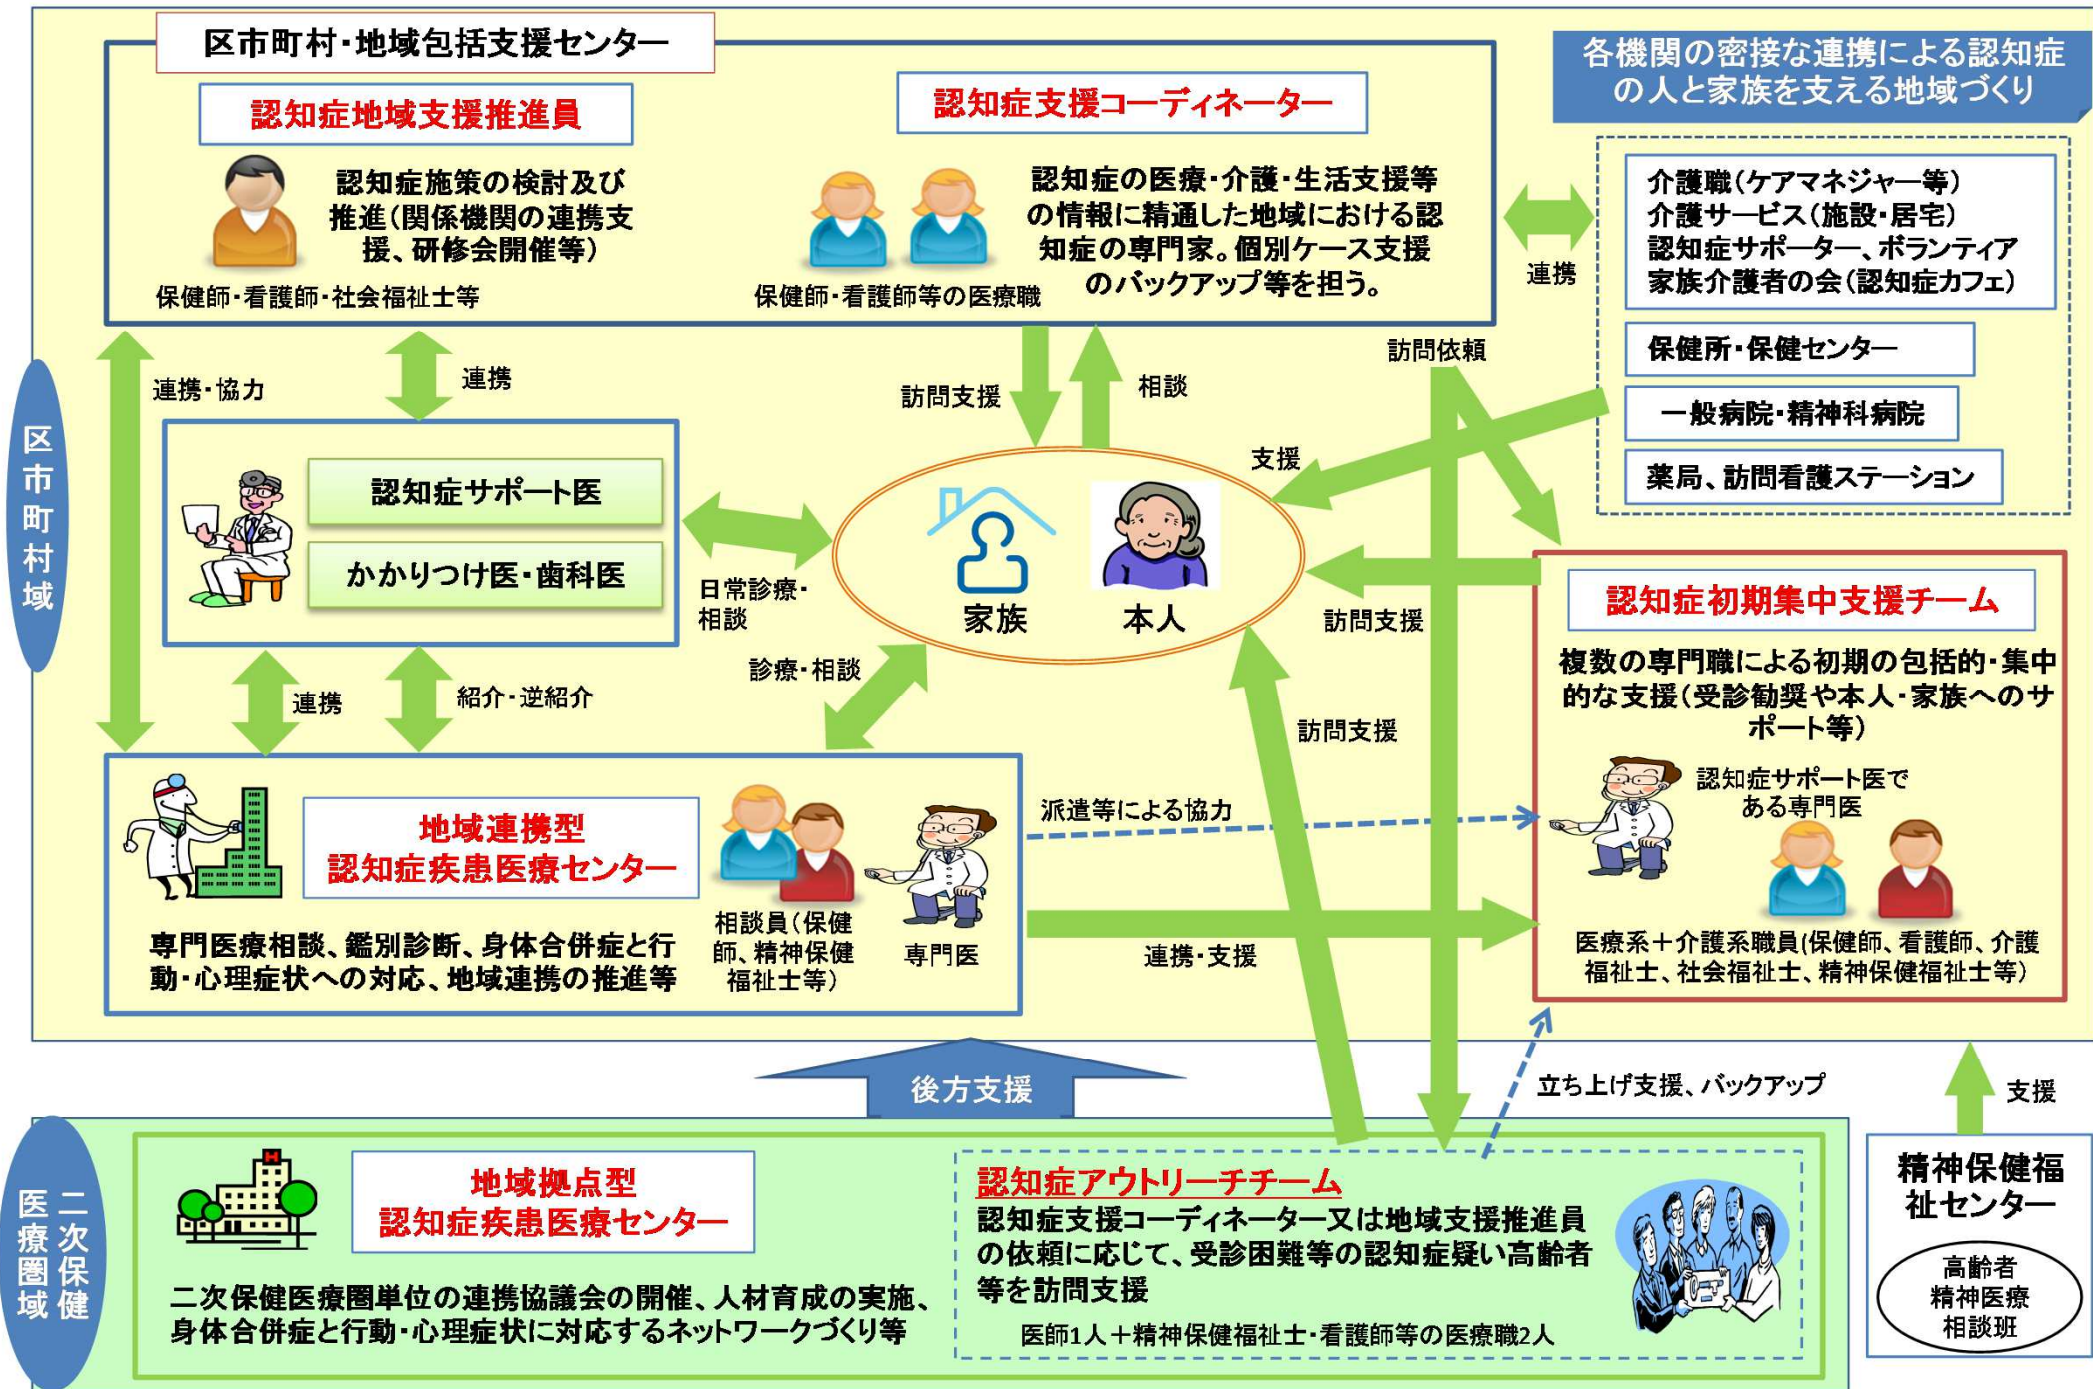 区市町村・地域包括支援センター
認知症地域支援推進員
認知症施策の検討及び
推進(関係機関の連携支
援、研修会開催等)
保健師・看護師・社会福祉士等
認知症支援コーディネーター
認知症の医療・介護・生活支援等
の情報に精通した地域における認
知症の専門家。個別ケース支援
のバックアップ等を担う。
保健師・看護師等の医療職
各機関の密接な連携による認知症
の人と家族を支える地域づくり
連携
介護職(ケアマネジャー等)
介護サービス(施設・居宅)
認知症サポーター、ボランティア
家族介護者の会(認知症カフェ)
保健所・保健センター
一般病院・精神科病院
薬局、訪問看護ステーション
区市町村域
連携・協力
連携
訪問支援
相談
訪問依頼
支援
認知症サポート医
かかりつけ医・歯科医
日常診療・
相談
家族
本人
訪問支援
連携
紹介・逆紹介
診療・相談
訪問支援
認知症初期集中支援チーム
複数の専門職による初期の包括的・集中
的な支援(受診勧奨や本人・家族へのサ
ポート等)
認知症サポート医で
ある専門医
医療系＋介護系職員(保健師、看護師、介護
福祉士、社会福祉士、精神保健福祉士等)
地域連携型
認知症疾患医療センター
専門医療相談、鑑別診断、身体合併症と行
動・心理症状への対応、地域連携の推進等
相談員(保健
師、精神保健
福祉士等)
専門医
派遣等による協力
連携・支援
後方支援
立ち上げ支援、バックアップ
支援
二次保健
医療圏域
地域拠点型
認知症疾患医療センター
二次保健医療圏単位の連携協議会の開催、人材育成の実施、
身体合併症と行動・心理症状に対応するネットワークづくり等
認知症アウトリーチチーム
認知症支援コーディネーター又は地域支援推進員
の依頼に応じて、受診困難等の認知症疑い高齢者
等を訪問支援
医師1人＋精神保健福祉士・看護師等の医療職2人
精神保健福
祉センター
高齢者
精神医療
相談班